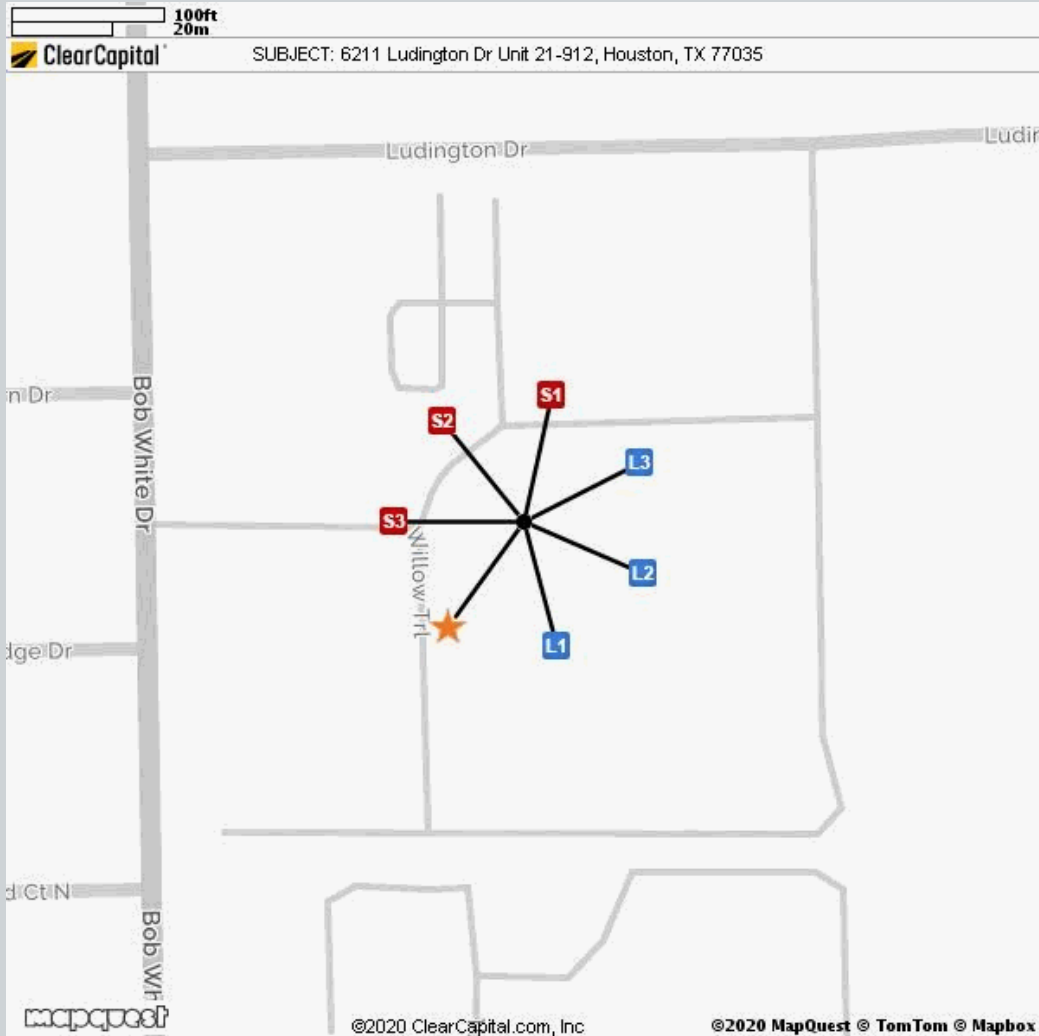 100ft
20m
ClearCapital
SUBJECT: 6211 Ludington Dr Unit 21-912, Houston, TX 77035
Ludington Dr
Ludin
n Dr
Bob White Dr
S1
S2
L3
S3
Willow Trl
L2
L1
dge Dr
d Ct N
Bob Wh
mapquest
©2020 ClearCapital.com, Inc
©2020 MapQuest © TomTom © Mapbox